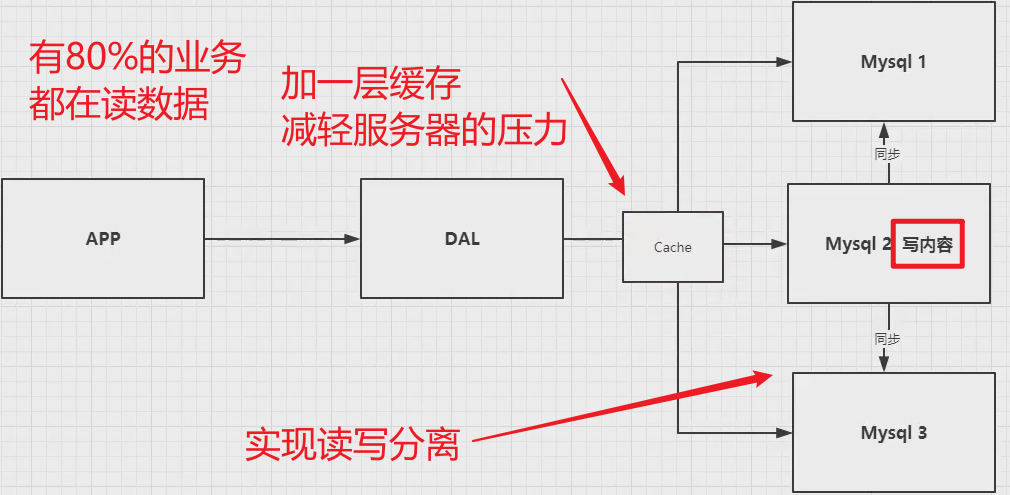 有80%的业务
都在读数据
加一层缓存
减轻服务器的压力
Mysql 1
同步
APP
DAL
Cache
Mysql 2 写内容
同步
实现读写分离
Mysql 3